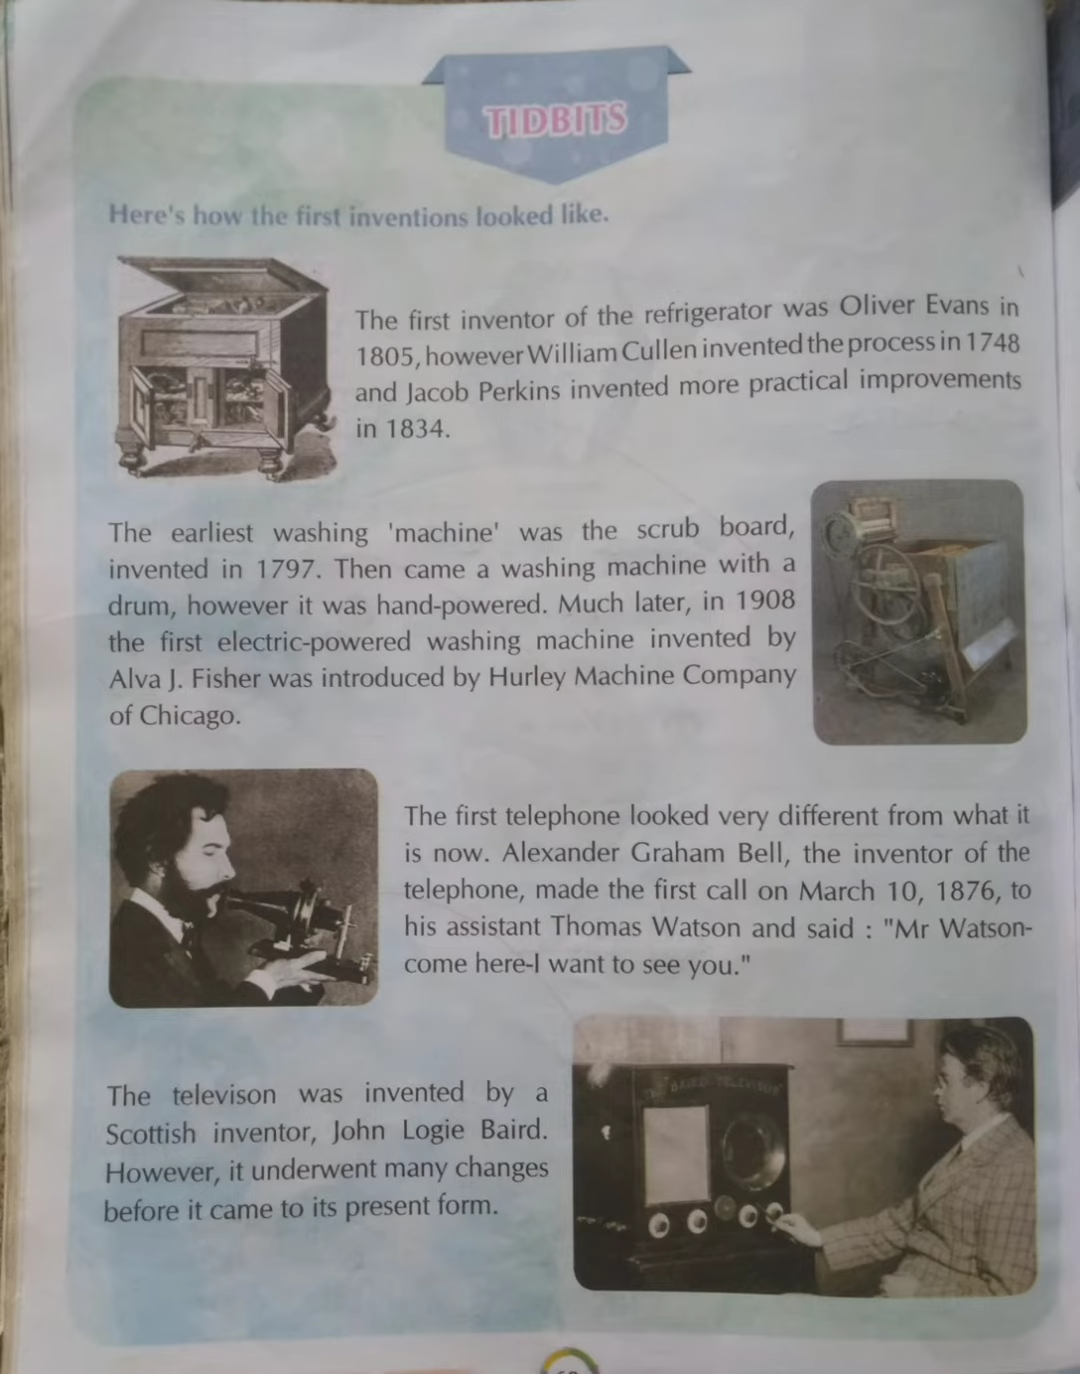 TIDBITS
Here's how the first inventions looked like.
The first inventor of the refrigerator was Oliver Evans in
1805, however William Cullen invented the process in 1748
and Jacob Perkins invented more practical improvements
in 1834.
The earliest washing 'machine' was the scrub board,
invented in 1797. Then came a washing machine with a
drum, however it was hand-powered. Much later, in 1908
the first electric-powered washing machine invented by
Alva J. Fisher was introduced by Hurley Machine Company
of Chicago.
The first telephone looked very different from what it
is now. Alexander Graham Bell, the inventor of the
telephone, made the first call on March 10, 1876, to
his assistant Thomas Watson and said : "Mr Watson-
come here-I want to see you."
The televison was invented by a
Scottish inventor, John Logie Baird.
However, it underwent many changes
before it came to its present form.
BAIRD TELEVISOR